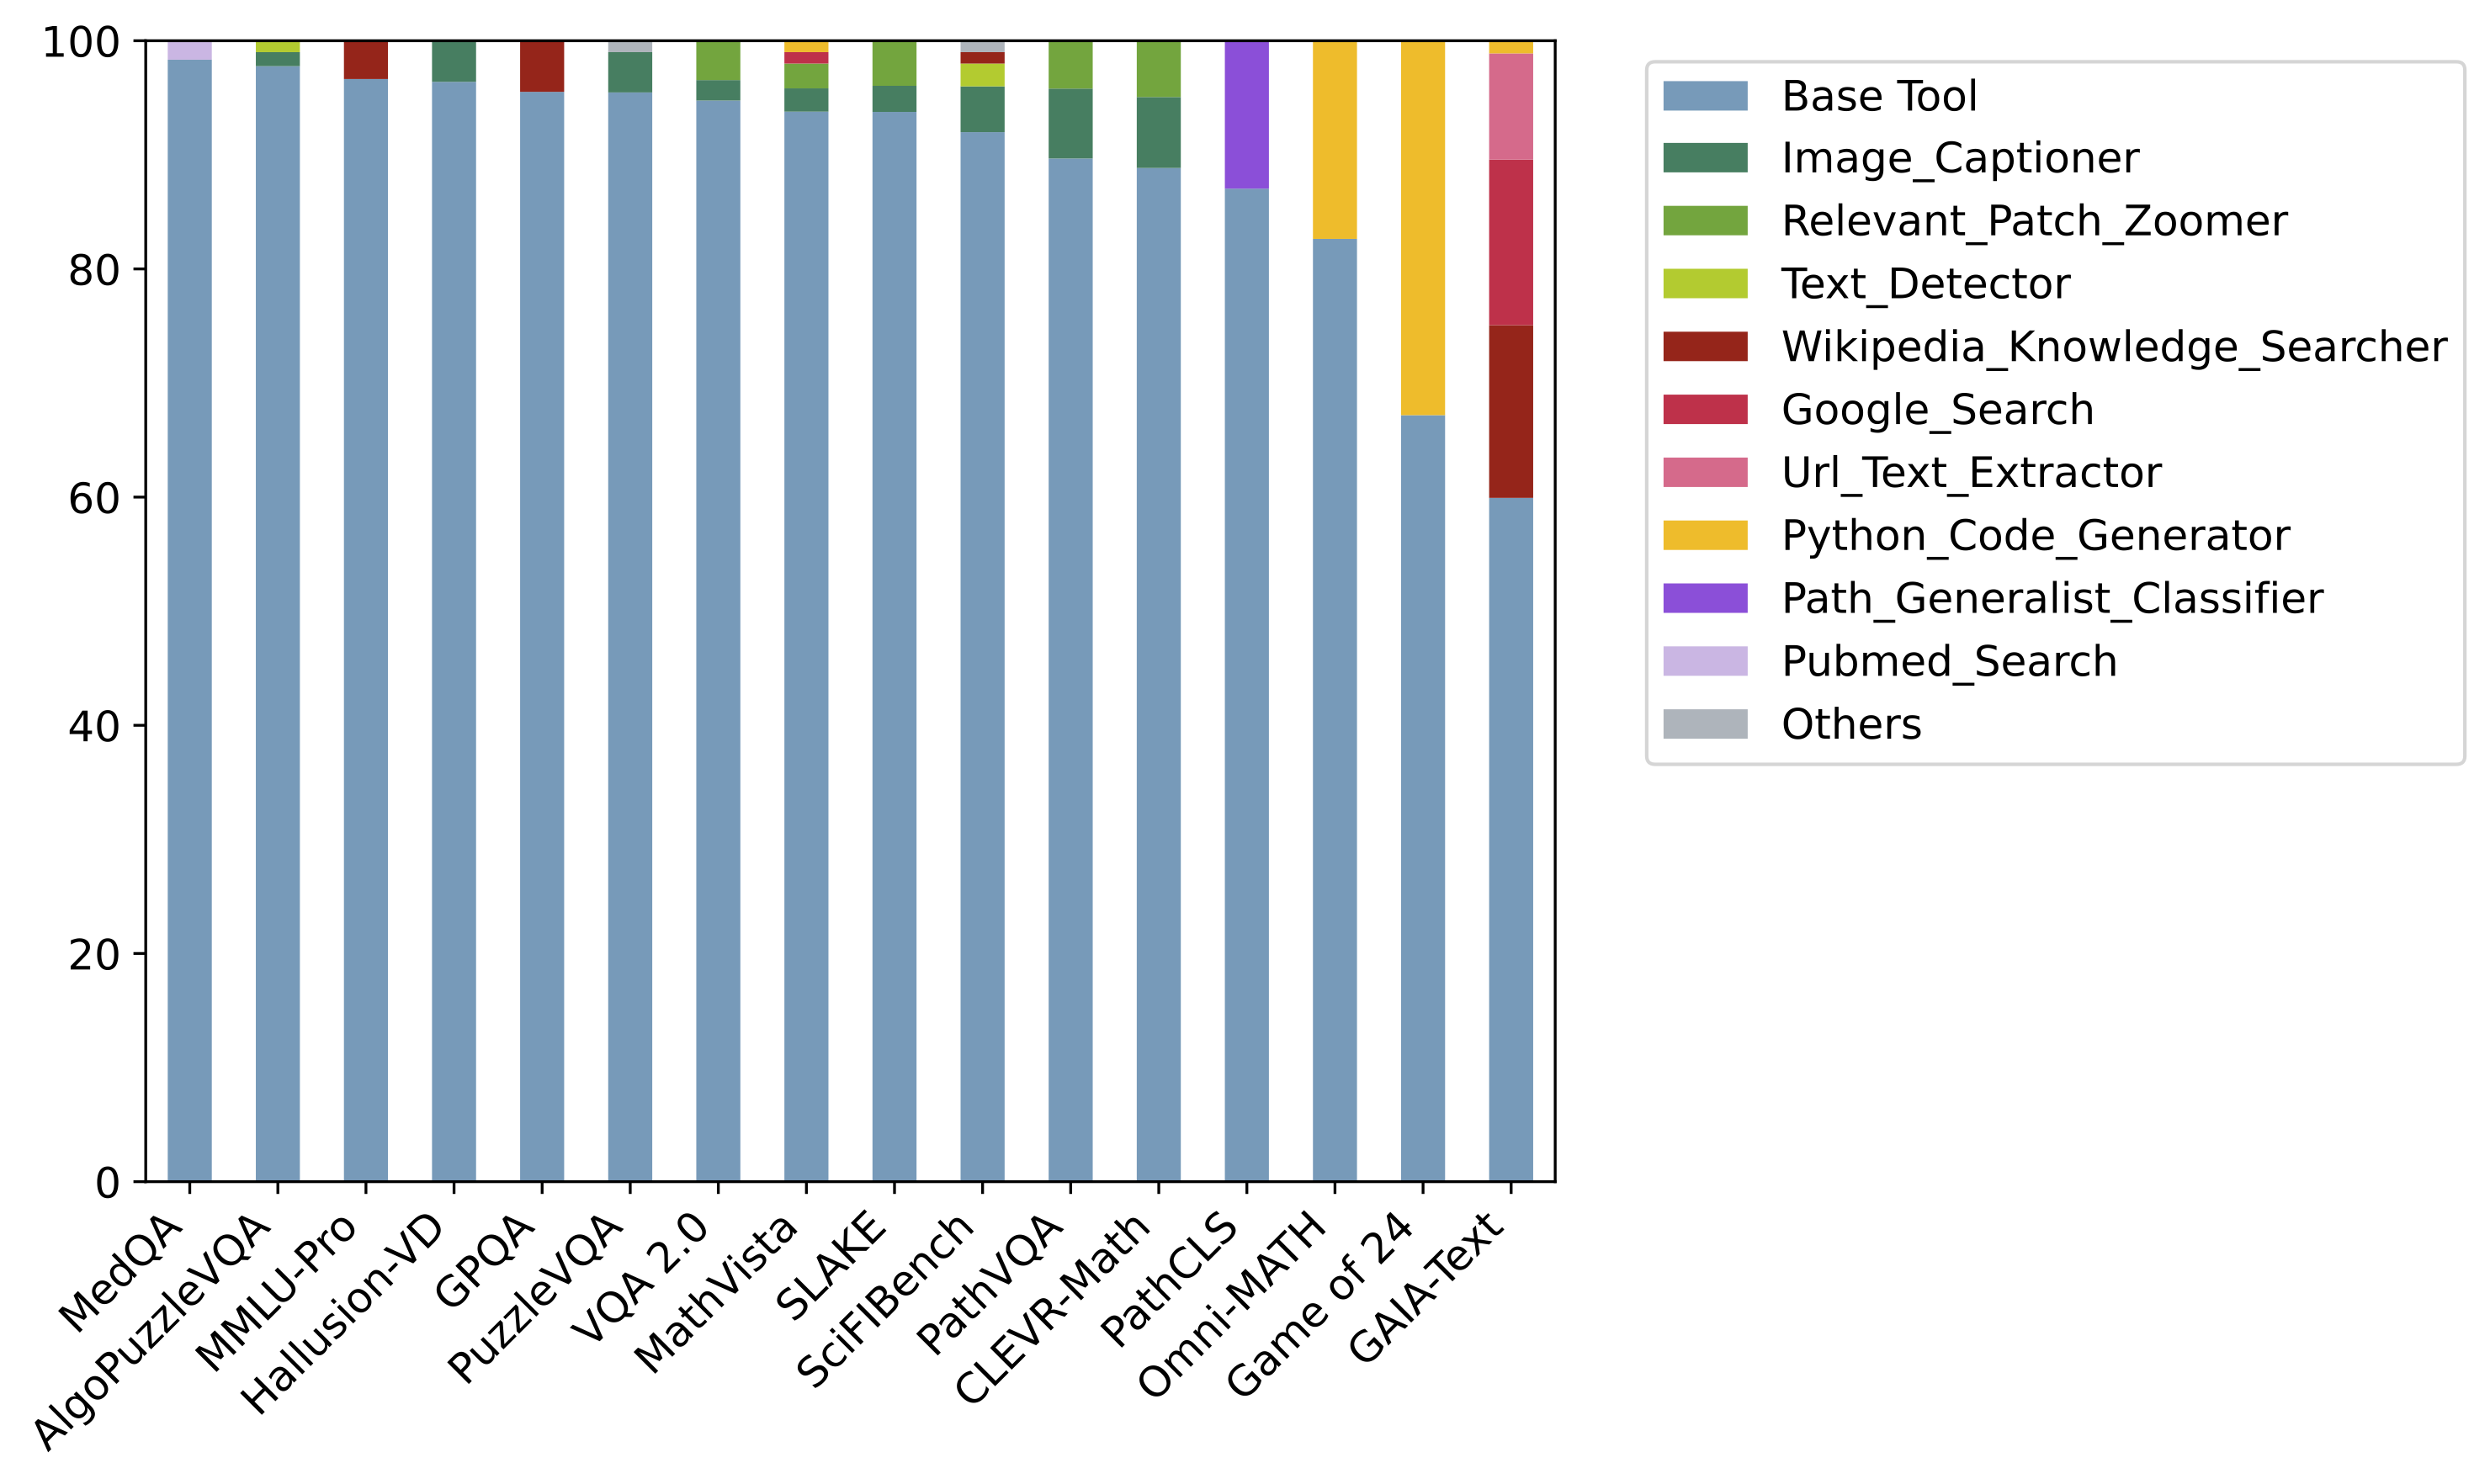 100
80
60
40
20
0
MedQA
AlgoPuzzleVQA
MMLU-Pro
Hallusion-VD
GPQA
PuzzleVQA
VQA 2.0
MathVista
SLAKE
SciFIBench
PathVQA
CLEVR-Math
PathCLS
Omni-MATH
Game of 24
GAIA-Text
Base Tool
Image_Captioner
Relevant_Patch_Zoomer
Text_Detector
Wikipedia_Knowledge_Searcher
Google_Search
Url_Text_Extractor
Python_Code_Generator
Path_Generalist_Classifier
Pubmed_Search
Others